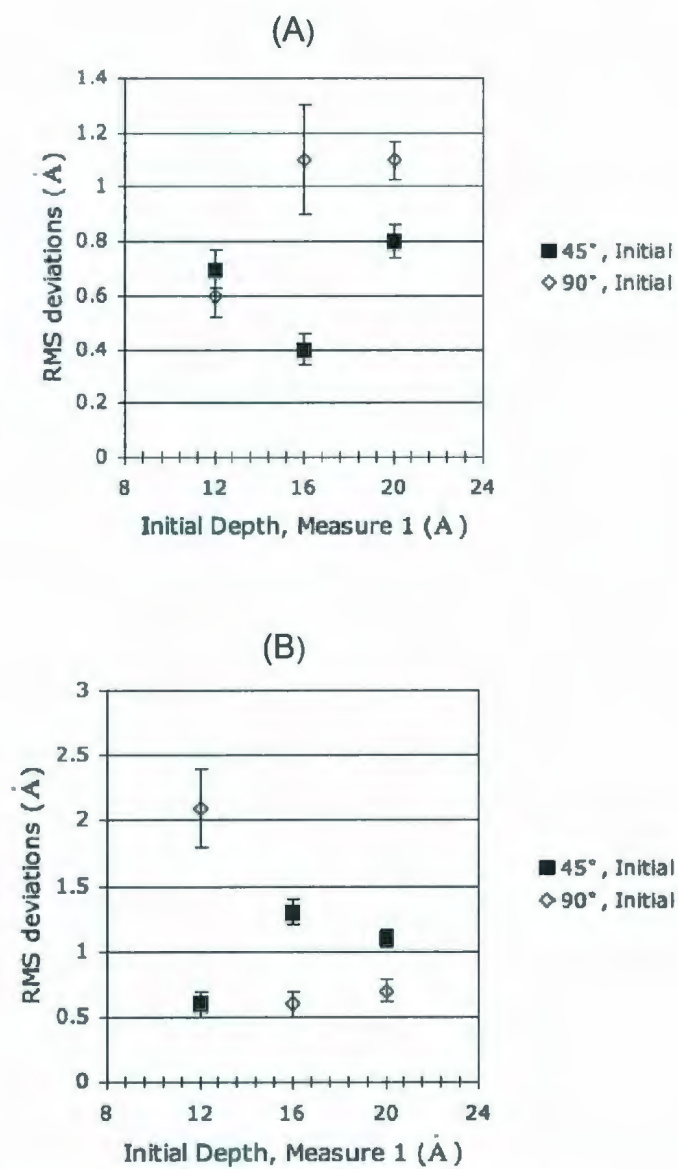 (A)
1.4
1.2
1
0.8
0.6
0.4
0.2
0
RMS deviations (Å)
8 12 16 20 24
Initial Depth, Measure 1 (Å)
45°, Initial
90°, Initial
(B)
3
2.5
2
1.5
1
0.5
0
RMS deviations (Å)
8 12 16 20 24
Initial Depth, Measure 1 (Å)
45°, Initial
90°, Initial